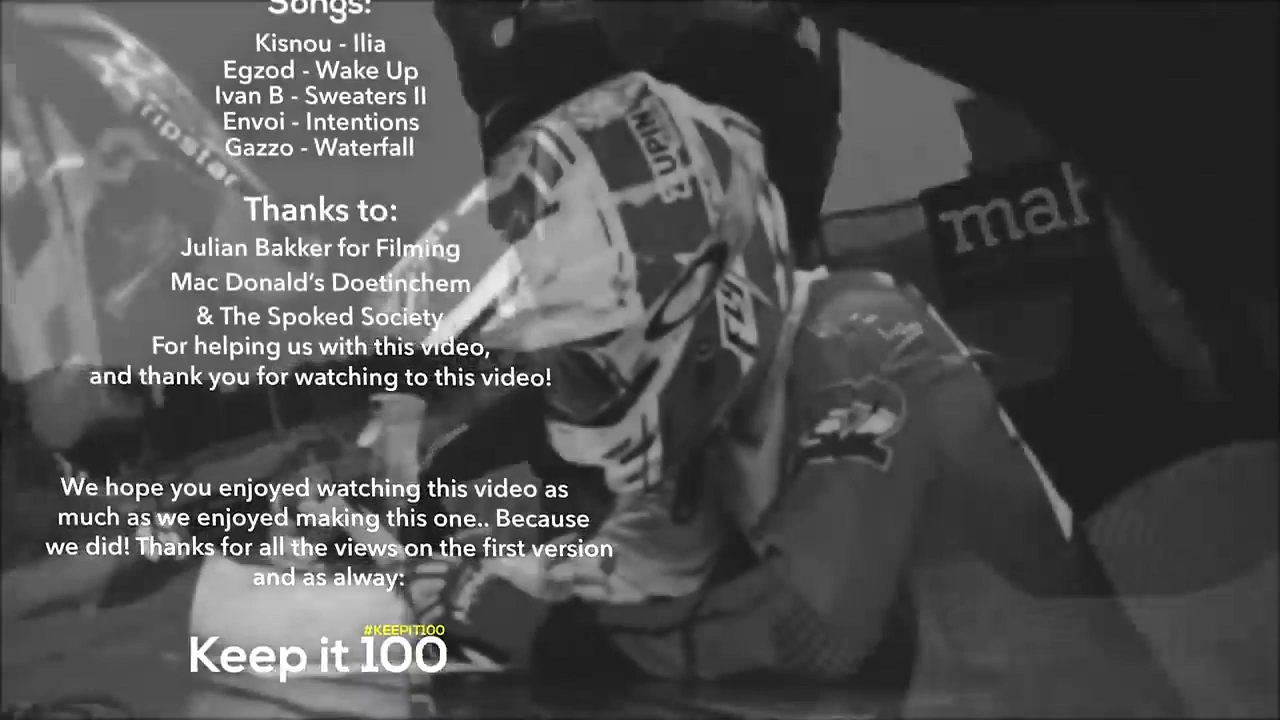 Songs:
Kisnou - Ilia
Egzod - Wake Up
Ivan B - Sweaters II
Envoi - Intentions
Gazzo - Waterfall
Thanks to:
Julian Bakker for Filming
Mac Donald’s Doetinchem
& The Spoked Society
For helping us with this video,
and thank you for watching to this video!
We hope you enjoyed watching this video as
much as we enjoyed making this one.. Because
we did! Thanks for all the views on the first version
and as alway:
#KEEPIT100
Keep it 100
ripstar